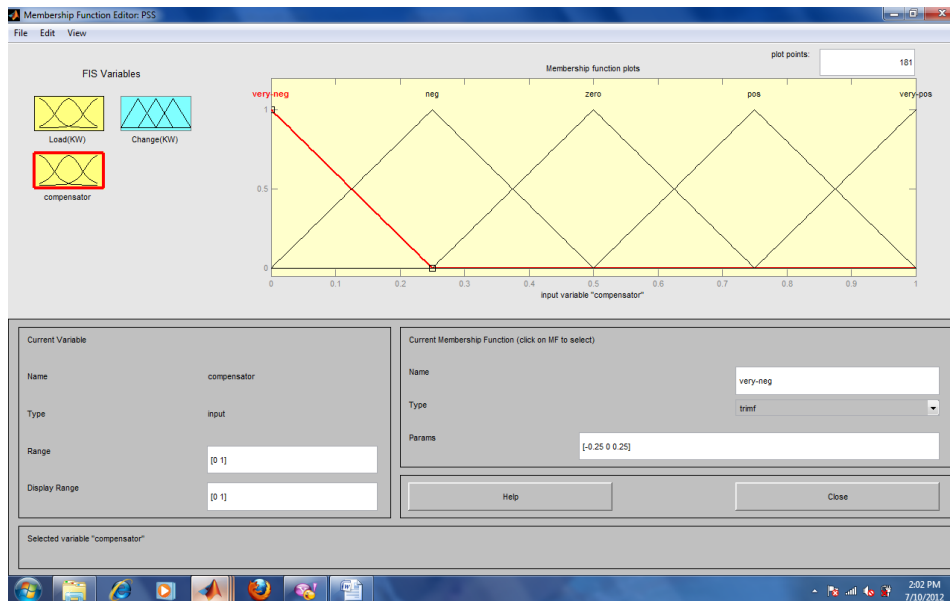 Membership Function Editor: PSS
File Edit View
FIS Variables
Load(KW)
Change(KW)
compensator
plot points:
181
Membership function plots
very-neg neg zero pos very-pos
1
0.5
0
0 0.1 0.2 0.3 0.4 0.5 0.6 0.7 0.8 0.9 1
input variable "compensator"
Current Variable
Name compensator
Type input
Range [0 1]
Display Range [0 1]
Current Membership Function (click on MF to select)
Name very-neg
Type trimf
Params [-0.25 0 0.25]
Help Close
Selected variable "compensator"
2:02 PM
7/10/2012